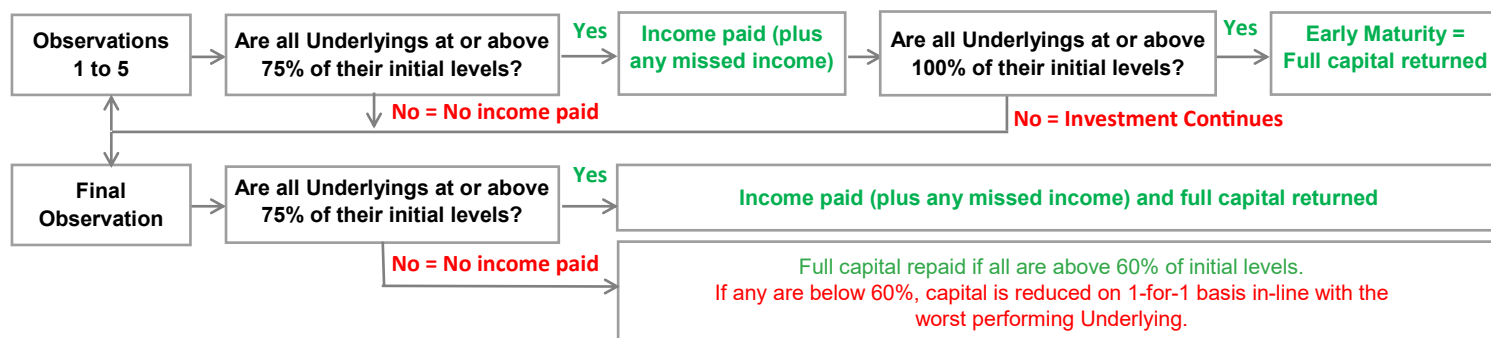 Observations
1 to 5
Are all Underlyings at or above
75% of their initial levels?
Yes
Income paid (plus
any missed income)
Are all Underlyings at or above
100% of their initial levels?
Yes
Early Maturity =
Full capital returned
No = No income paid
No = Investment Continues
Final
Observation
Are all Underlyings at or above
75% of their initial levels?
Yes
Income paid (plus any missed income) and full capital returned
No = No income paid
Full capital repaid if all are above 60% of initial levels.
If any are below 60%, capital is reduced on 1-for-1 basis in-line with the
worst performing Underlying.